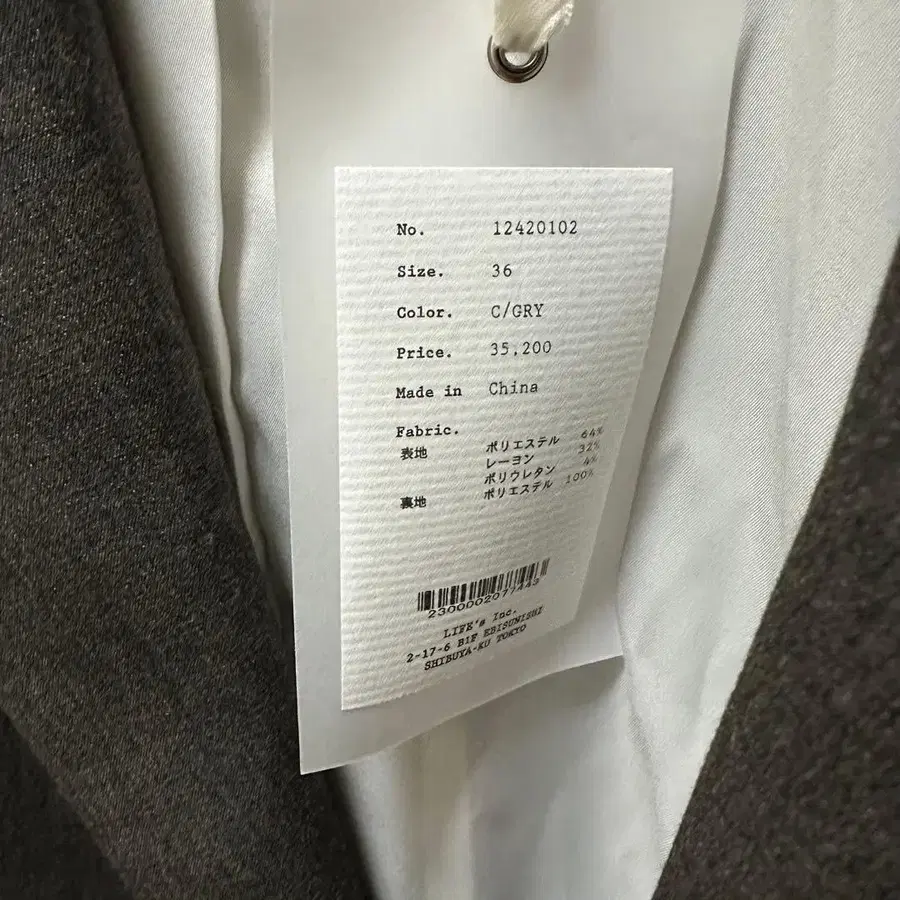 No. 12420102
Size. 36
Color. C/GRY
Price. 35,200
Made in China
Fabric.
表地 ポリエステル 64%
レーヨン 32%
ポリウレタン 4%
裏地 ポリエステル 100%
2300002077443
LIFE's Inc.
2-17-6 B1F EBISUNISHI
SHIBUYA-KU TOKYO